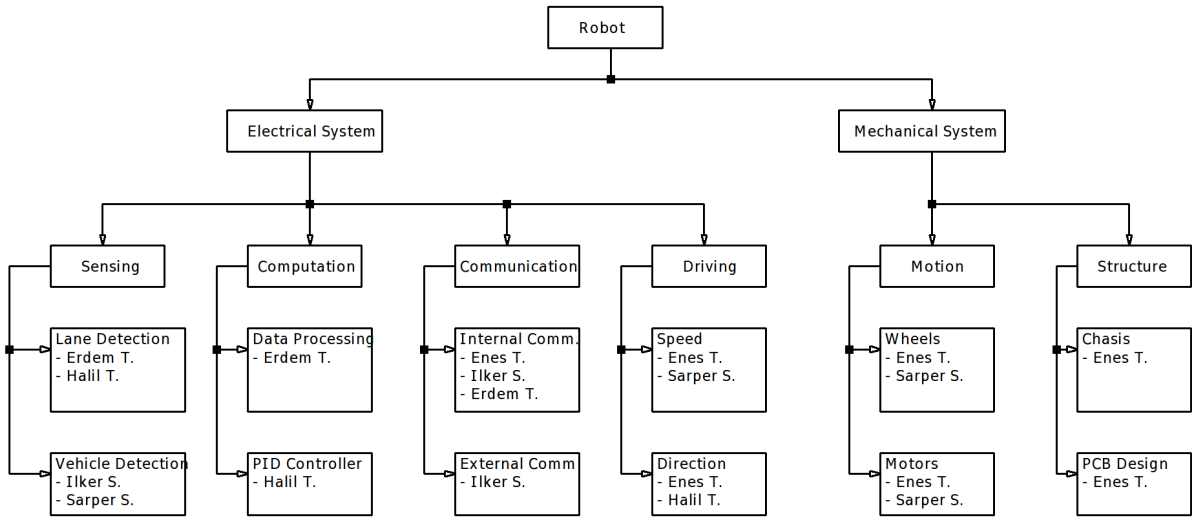 Robot
Electrical System
Mechanical System
Sensing
Computation
Communication
Driving
Motion
Structure
Lane Detection
- Erdem T.
- Halil T.
Data Processing
- Erdem T.
Internal Comm.
- Enes T.
- Ilker S.
- Erdem T.
Speed
- Enes T.
- Sarper S.
Wheels
- Enes T.
- Sarper S.
Chasis
- Enes T.
Vehicle Detection
- Ilker S.
- Sarper S.
PID Controller
- Halil T.
External Comm
- Ilker S.
Direction
- Enes T.
- Halil T.
Motors
- Enes T.
- Sarper S.
PCB Design
- Enes T.